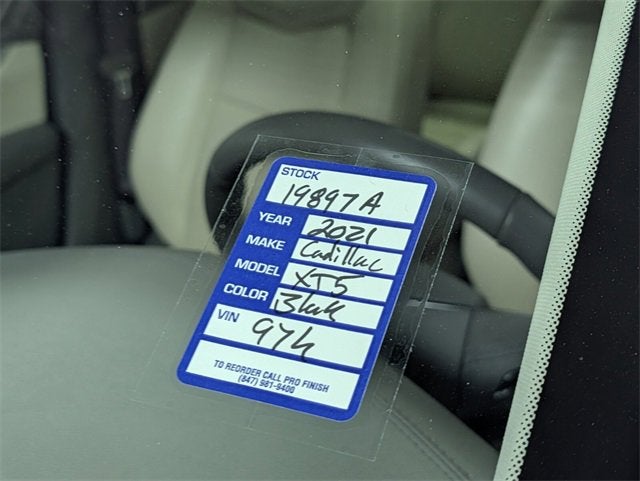 STOCK
19897A
YEAR 2021
MAKE Cadillac
MODEL XT5
COLOR Black
VIN
TO REORDER CALL PRO FINISH
(847) 981-9400